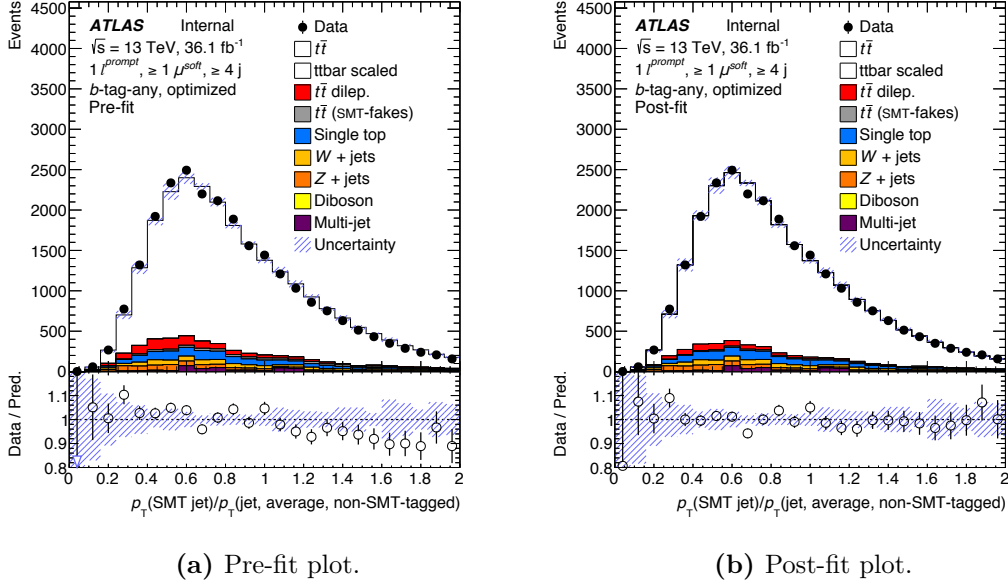 Events
4500
4000
3500
3000
2500
2000
1500
1000
500
0
ATLAS Internal
√s = 13 TeV, 36.1 fb⁻¹
1 l^prompt, ≥ 1 μ^soft, ≥ 4 j
b-tag-any, optimized
Pre-fit
Data
tt̄
ttbar scaled
tt̄ dilep.
tt̄ (SMT-fakes)
Single top
W + jets
Z + jets
Diboson
Multi-jet
Uncertainty
Data / Pred.
1.1
1
0.9
0.8
0 0.2 0.4 0.6 0.8 1 1.2 1.4 1.6 1.8 2
p_T(SMT jet)/p_T(jet, average, non-SMT-tagged)
(a) Pre-fit plot.
Events
4500
4000
3500
3000
2500
2000
1500
1000
500
0
ATLAS Internal
√s = 13 TeV, 36.1 fb⁻¹
1 l^prompt, ≥ 1 μ^soft, ≥ 4 j
b-tag-any, optimized
Post-fit
Data
tt̄
ttbar scaled
tt̄ dilep.
tt̄ (SMT-fakes)
Single top
W + jets
Z + jets
Diboson
Multi-jet
Uncertainty
Data / Pred.
1.1
1
0.9
0.8
0 0.2 0.4 0.6 0.8 1 1.2 1.4 1.6 1.8 2
p_T(SMT jet)/p_T(jet, average, non-SMT-tagged)
(b) Post-fit plot.